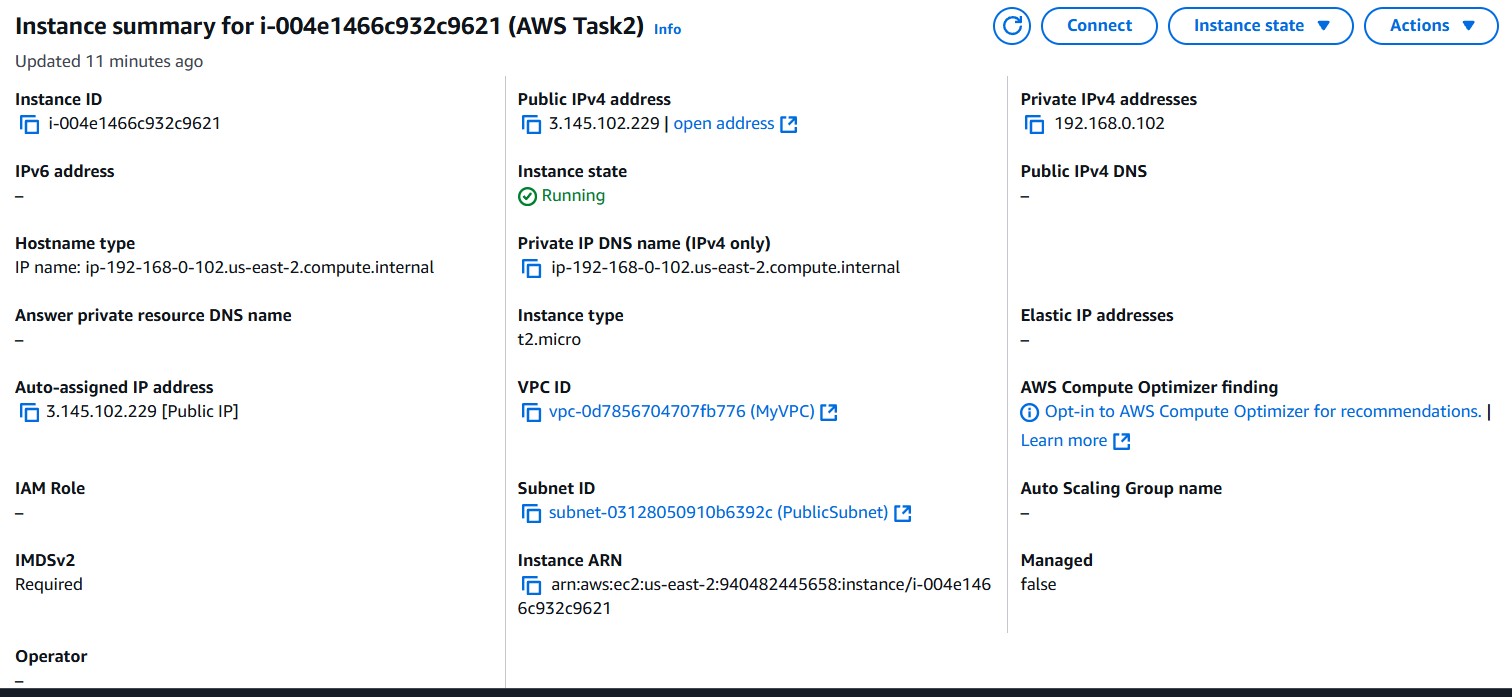 Instance summary for i-004e1466c932c9621 (AWS Task2) Info
Connect
Instance state
Actions
Updated 11 minutes ago
Instance ID
i-004e1466c932c9621
Public IPv4 address
3.145.102.229 | open address
Private IPv4 addresses
192.168.0.102
IPv6 address
–
Instance state
Running
Public IPv4 DNS
–
Hostname type
IP name: ip-192-168-0-102.us-east-2.compute.internal
Private IP DNS name (IPv4 only)
ip-192-168-0-102.us-east-2.compute.internal
Answer private resource DNS name
–
Instance type
t2.micro
Elastic IP addresses
–
Auto-assigned IP address
3.145.102.229 [Public IP]
VPC ID
vpc-0d7856704707fb776 (MyVPC)
AWS Compute Optimizer finding
Opt-in to AWS Compute Optimizer for recommendations. |
Learn more
IAM Role
–
Subnet ID
subnet-03128050910b6392c (PublicSubnet)
Auto Scaling Group name
–
IMDSv2
Required
Instance ARN
arn:aws:ec2:us-east-2:940482445658:instance/i-004e146
6c932c9621
Managed
false
Operator
–